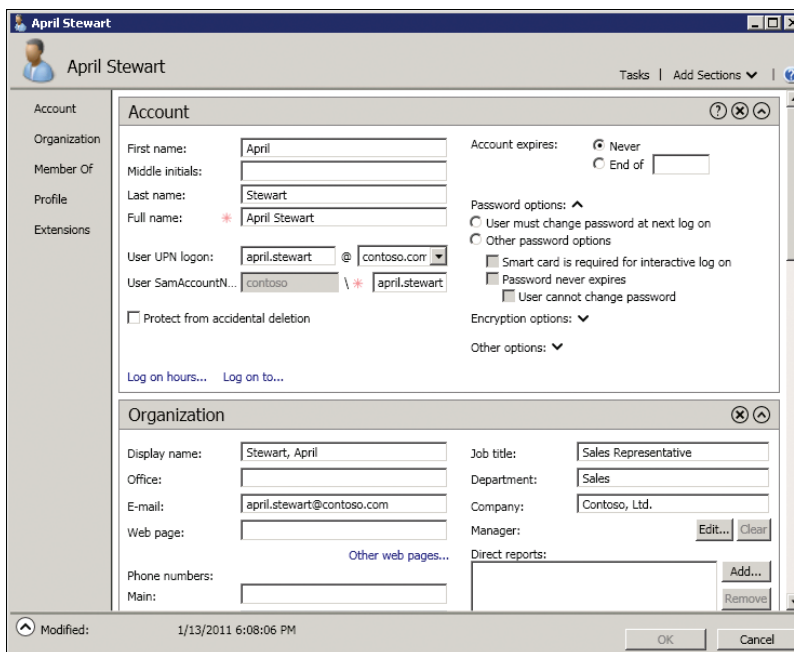 April Stewart
April Stewart
Tasks | Add Sections |
Account
Organization
Member Of
Profile
Extensions
Account
First name: April
Middle initials:
Last name: Stewart
Full name: * April Stewart
User UPN logon: april.stewart @ contoso.com
User SamAccountN... contoso \ * april.stewart
Protect from accidental deletion
Log on hours... Log on to...
Account expires: Never
End of
Password options:
User must change password at next log on
Other password options
Smart card is required for interactive log on
Password never expires
User cannot change password
Encryption options:
Other options:
Organization
Display name: Stewart, April
Office:
E-mail: april.stewart@contoso.com
Web page:
Other web pages...
Phone numbers:
Main:
Job title: Sales Representative
Department: Sales
Company: Contoso, Ltd.
Manager: Edit... Clear
Direct reports:
Add...
Remove
Modified: 1/13/2011 6:08:06 PM
OK Cancel